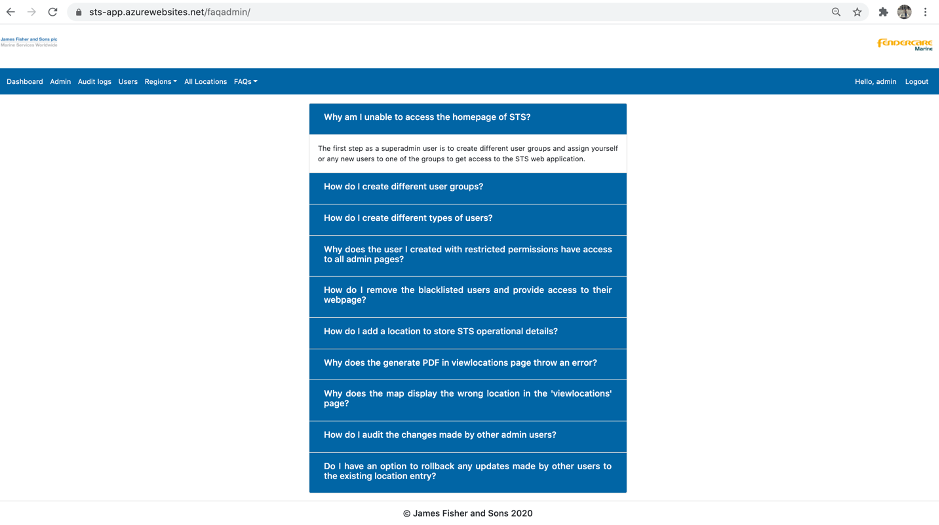 sts-app.azurewebsites.net/faqadmin/
James Fisher and Sons plc
Marine Services Worldwide
FENDERCARE
Marine
Dashboard Admin Audit logs Users Regions All Locations FAQs Hello, admin Logout
Why am I unable to access the homepage of STS?
The first step as a superadmin user is to create different user groups and assign yourself
or any new users to one of the groups to get access to the STS web application.
How do I create different user groups?
How do I create different types of users?
Why does the user I created with restricted permissions have access
to all admin pages?
How do I remove the blacklisted users and provide access to their
webpage?
How do I add a location to store STS operational details?
Why does the generate PDF in viewlocations page throw an error?
Why does the map display the wrong location in the 'viewlocations'
page?
How do I audit the changes made by other admin users?
Do I have an option to rollback any updates made by other users to
the existing location entry?
© James Fisher and Sons 2020